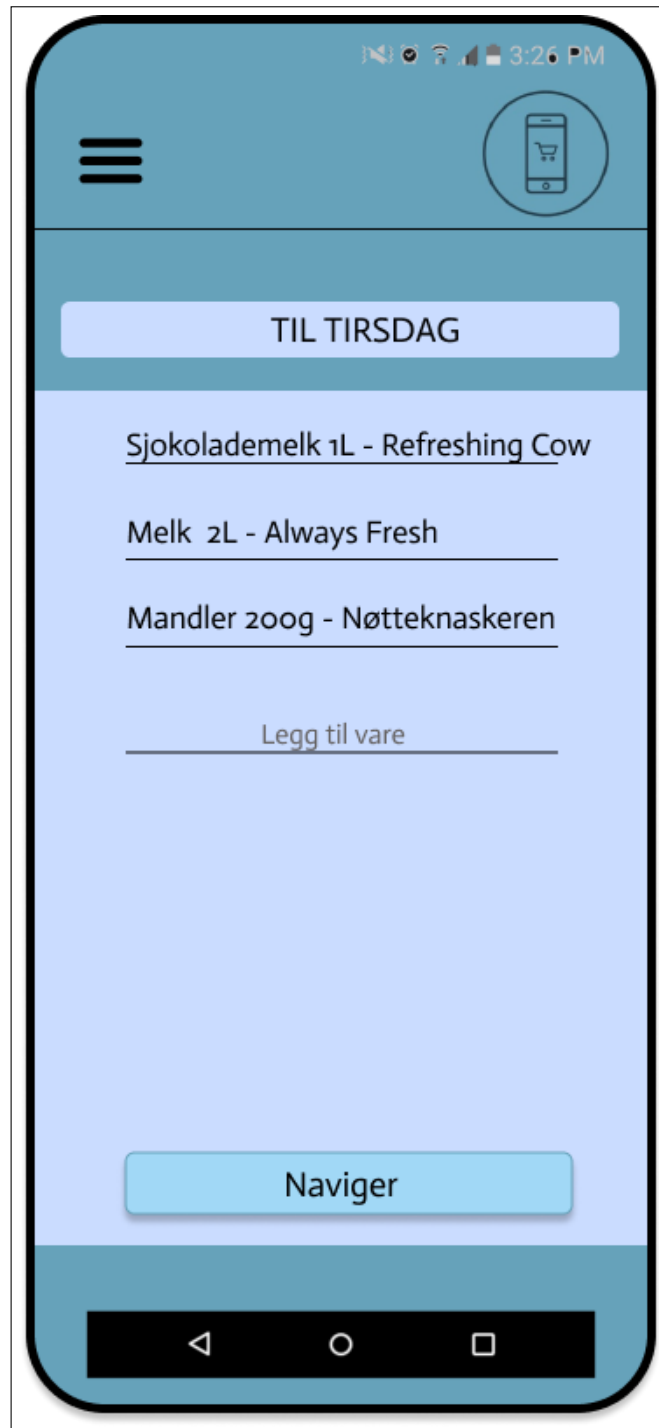 3:26 PM
TIL TIRSDAG
Sjokolademelk 1L - Refreshing Cow
Melk  2L - Always Fresh
Mandler 200g - Nøtteknaskeren
Legg til vare
Naviger